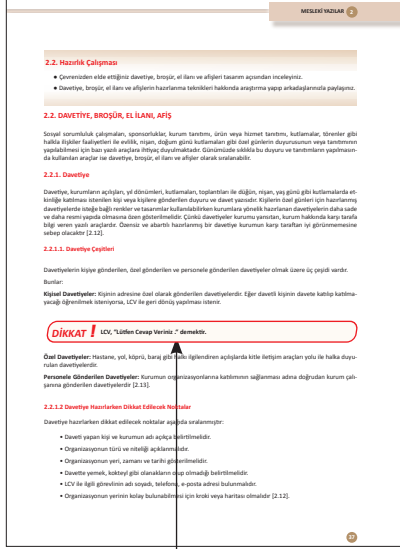 MESLEKİ YAZILAR 2
2.2. Hazırlık Çalışması
● Çevrenizden elde ettiğiniz davetiye, broşür, el ilanı ve afişleri tasarım açısından inceleyiniz.
● Davetiye, broşür, el ilanı ve afişlerin hazırlanma teknikleri hakkında araştırma yapıp arkadaşlarınızla paylaşınız.
2.2. DAVETİYE, BROŞÜR, EL İLANI, AFİŞ
Sosyal sorumluluk çalışmaları, sponsorluklar, kurum tanıtımı, ürün veya hizmet tanıtımı, kutlamalar, törenler gibi
halkla ilişkiler faaliyetleri ile evlilik, nişan, doğum günü kutlamaları gibi özel günlerin duyurusunun veya tanıtımının
yapılabilmesi için bazı yazılı araçlara ihtiyaç duyulmaktadır. Günümüzde sıklıkla bu duyuru ve tanıtımların yapılmasın-
da kullanılan araçlar ise davetiye, broşür, el ilanı ve afişler olarak sıralanabilir.
2.2.1. Davetiye
Davetiye, kurumların açılışları, yıl dönümleri, kutlamaları, toplantıları ile düğün, nişan, yaş günü gibi kutlamalarda et-
kinliğe katılması istenilen kişi veya kişilere gönderilen duyuru ve davet yazısıdır. Kişilerin özel günleri için hazırlanmış
davetiyelerde isteğe bağlı renkler ve tasarımlar kullanılabilirken kurumlara yönelik hazırlanan davetiyelerin daha sade
ve daha resmi yapıda olmasına özen gösterilmelidir. Çünkü davetiyeler kurumu yansıtan, kurum hakkında karşı tarafa
bilgi veren yazılı araçlardır. Özensiz ve abartılı hazırlanmış bir davetiye kurumun karşı taraftan iyi görünmemesine
sebep olacaktır [2.12].
2.2.1.1. Davetiye Çeşitleri
Davetiyelerin kişiye gönderilen, özel gönderilen ve personele gönderilen davetiyeler olmak üzere üç çeşidi vardır.
Bunlar:
Kişisel Davetiyeler: Kişinin adresine özel olarak gönderilen davetiyelerdir. Eğer davetli kişinin davete katılıp katılma-
yacağı öğrenilmek isteniyorsa, LCV ile geri dönüş yapılması istenir.
DİKKAT ! LCV, "Lütfen Cevap Veriniz ." demektir.
Özel Davetiyeler: Hastane, yol, köprü, baraj gibi halkı ilgilendiren açılışlarda kitle iletişim araçları yolu ile halka duyu-
rulan davetiyelerdir.
Personele Gönderilen Davetiyeler: Kurumun organizasyonlarına katılımının sağlanması adına doğrudan kurum çalı-
şanına gönderilen davetiyelerdir [2.13].
2.2.1.2 Davetiye Hazırlarken Dikkat Edilecek Noktalar
Davetiye hazırlarken dikkat edilecek noktalar aşağıda sıralanmıştır:
• Daveti yapan kişi ve kurumun adı açıkça belirtilmelidir.
• Organizasyonun türü ve niteliği açıklanmalıdır.
• Organizasyonun yeri, zamanı ve tarihi gösterilmelidir.
• Davette yemek, kokteyl gibi olanakların olup olmadığı belirtilmelidir.
• LCV ile ilgili görevlinin adı soyadı, telefonu, e-posta adresi bulunmalıdır.
• Organizasyonun yerinin kolay bulunabilmesi için kroki veya haritası olmalıdır [2.12].
37